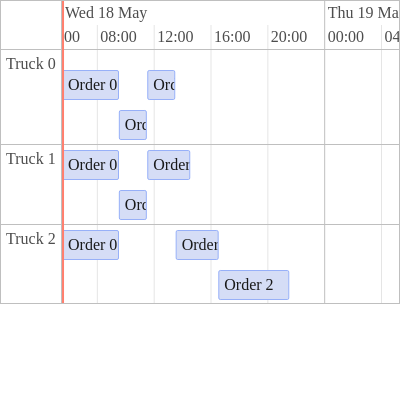 Wed 18 May
Thu 19 Ma
00 08:00 12:00 16:00 20:00 00:00 04
Truck 0
Order 0 Orc
Orc
Truck 1
Order 0 Order
Orc
Truck 2
Order 0 Order
Order 2